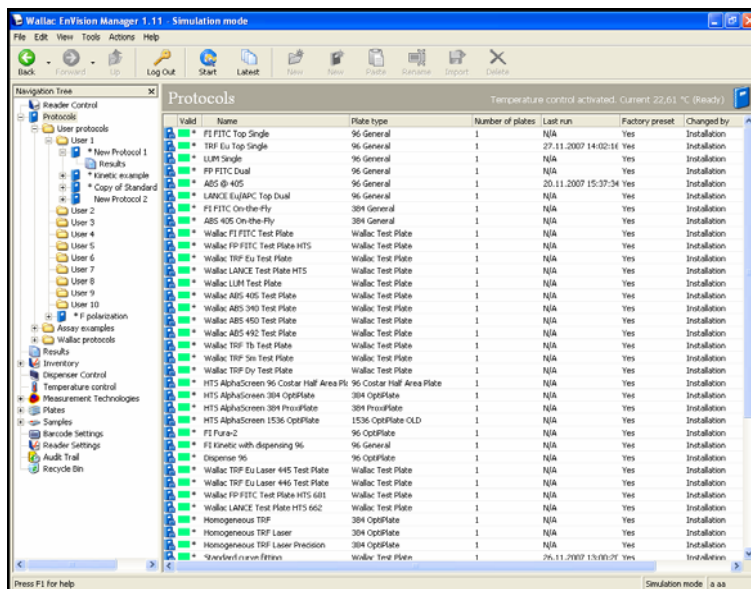 Wallac EnVision Manager 1.11 - Simulation mode
File Edit View Tools Actions Help
Back Forward Up Log Out Start Latest New New Paste Rename Import Delete
Navigation Tree
Reader Control
Protocols
User protocols
User 1
* New Protocol 1
Results
* Kinetic example
* Copy of Standard
New Protocol 2
User 2
User 3
User 4
User 5
User 6
User 7
User 8
User 9
User 10
* F polarization
Assay examples
Wallac protocols
Results
Inventory
Dispenser Control
Temperature control
Measurement Technologies
Plates
Samples
Barcode Settings
Reader Settings
Audit Trail
Recycle Bin
Protocols Temperature control activated. Current 22,61 °C (Ready)
Valid Name Plate type Number of plates Last run Factory preset Changed by
* FI FITC Top Single 96 General 1 N/A Yes Installation
* TRF Eu Top Single 96 General 1 27.11.2007 14:02:16 Yes Installation
* LUM Single 96 General 1 N/A Yes Installation
* FP FITC Dual 96 General 1 N/A Yes Installation
* ABS @ 405 96 General 1 20.11.2007 15:37:34 Yes Installation
* LANCE Eu/APC Top Dual 96 General 1 N/A Yes Installation
* FI FITC On-the-Fly 384 General 1 N/A Yes Installation
* ABS 405 On-the-Fly 384 General 1 N/A Yes Installation
* Wallac FI FITC Test Plate Wallac Test Plate 1 N/A Yes Installation
* Wallac FP FITC Test Plate HTS Wallac Test Plate 1 N/A Yes Installation
* Wallac TRF Eu Test Plate Wallac Test Plate 1 N/A Yes Installation
* Wallac LANCE Test Plate HTS Wallac Test Plate 1 N/A Yes Installation
* Wallac LUM Test Plate Wallac Test Plate 1 N/A Yes Installation
* Wallac ABS 405 Test Plate Wallac Test Plate 1 N/A Yes Installation
* Wallac ABS 340 Test Plate Wallac Test Plate 1 N/A Yes Installation
* Wallac ABS 450 Test Plate Wallac Test Plate 1 N/A Yes Installation
* Wallac ABS 492 Test Plate Wallac Test Plate 1 N/A Yes Installation
* Wallac TRF Tb Test Plate Wallac Test Plate 1 N/A Yes Installation
* Wallac TRF Sm Test Plate Wallac Test Plate 1 N/A Yes Installation
* Wallac TRF Dy Test Plate Wallac Test Plate 1 N/A Yes Installation
* HTS AlphaScreen 96 Costar Half Area Pl 96 Costar Half Area Plate 1 N/A Yes Installation
* HTS AlphaScreen 384 OptiPlate 384 OptiPlate 1 N/A Yes Installation
* HTS AlphaScreen 384 ProxiPlate 384 ProxiPlate 1 N/A Yes Installation
* HTS AlphaScreen 1536 OptiPlate 1536 OptiPlate OLD 1 N/A Yes Installation
* FI Fura-2 96 OptiPlate 1 N/A Yes Installation
* FI Kinetic with dispensing 96 96 General 1 N/A Yes Installation
* Dispense 96 96 OptiPlate 1 N/A Yes Installation
* Wallac TRF Eu Laser 445 Test Plate Wallac Test Plate 1 N/A Yes Installation
* Wallac TRF Eu Laser 446 Test Plate Wallac Test Plate 1 N/A Yes Installation
* Wallac FP FITC Test Plate HTS 681 Wallac Test Plate 1 N/A Yes Installation
* Wallac LANCE Test Plate HTS 662 Wallac Test Plate 1 N/A Yes Installation
* Homogeneous TRF 384 OptiPlate 1 N/A Yes Installation
* Homogeneous TRF Laser 384 OptiPlate 1 N/A Yes Installation
* Homogeneous TRF Laser Precision 384 OptiPlate 1 N/A Yes Installation
* Standard curve fitting Wallac Test Plate 1 26.11.2007 13:00:20 Yes Installation
Press F1 for help Simulation mode a aa